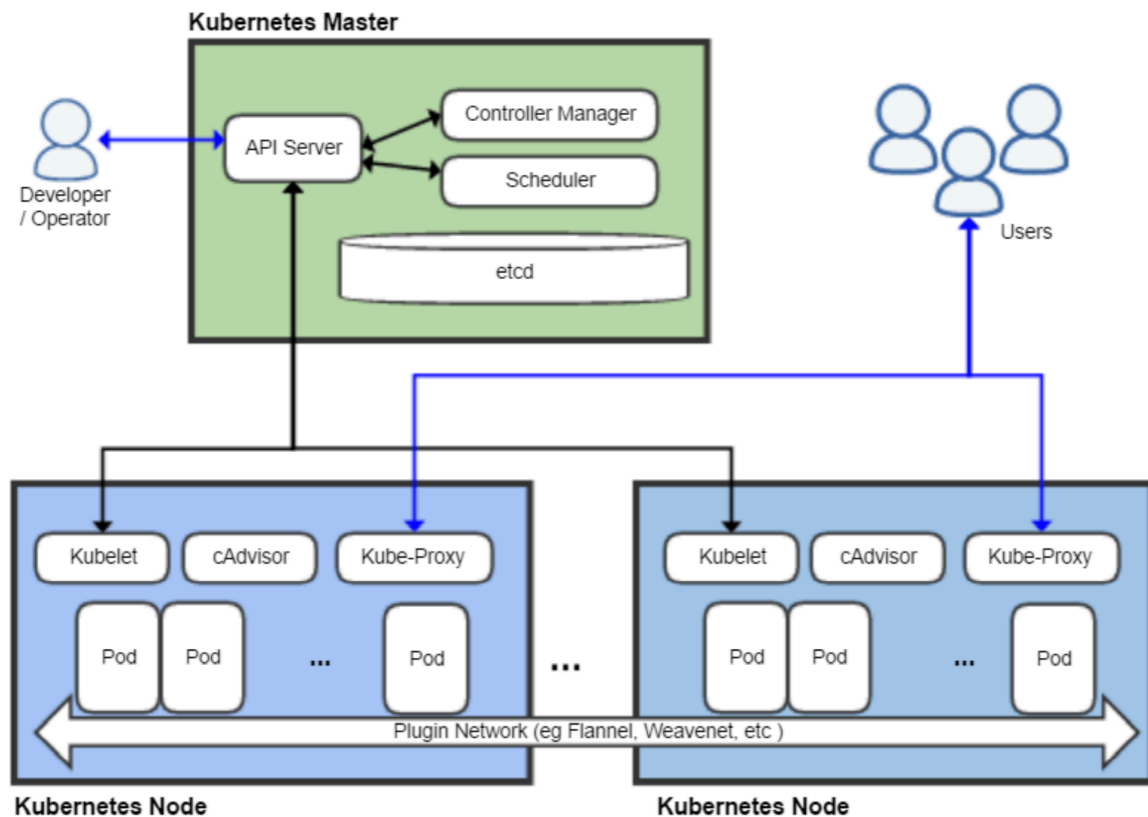 Kubernetes Master
API Server
Controller Manager
Scheduler
etcd
Developer
/ Operator
Users
Kubelet
cAdvisor
Kube-Proxy
Pod
Pod
...
Pod
...
Kubelet
cAdvisor
Kube-Proxy
Pod
Pod
...
Pod
Plugin Network (eg Flannel, Weavenet, etc )
Kubernetes Node
Kubernetes Node